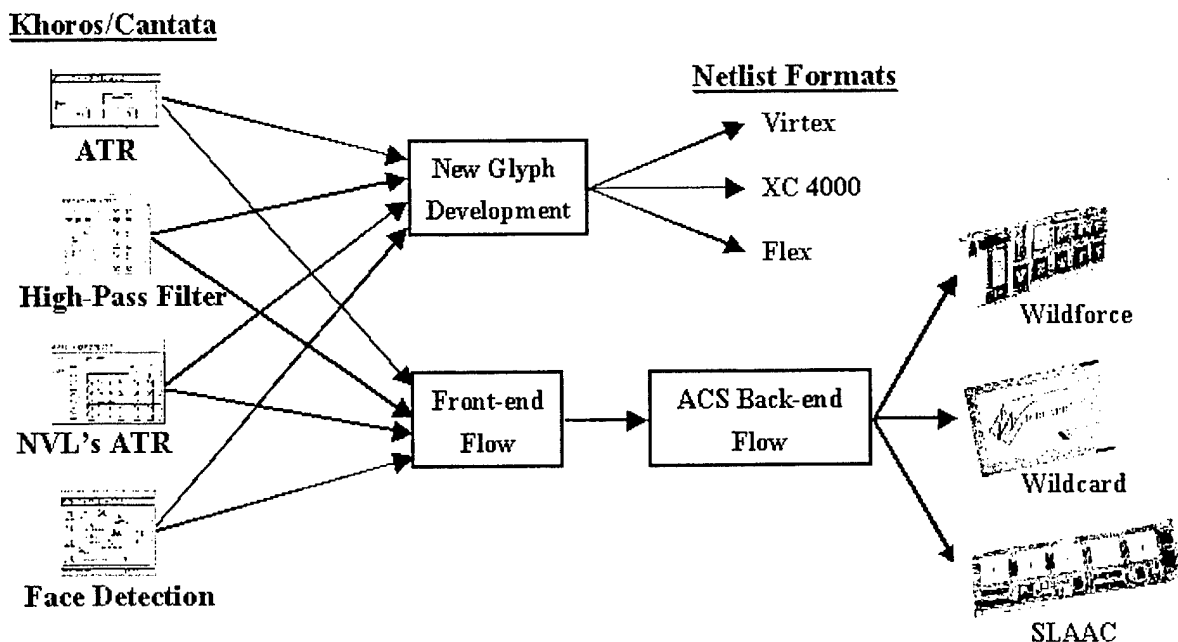 Khoros/Cantata
ATR
High-Pass Filter
NVL's ATR
Face Detection
New Glyph
Development
Netlist Formats
Virtex
XC 4000
Flex
Front-end
Flow
ACS Back-end
Flow
Wildforce
Wildcard
SLAAC